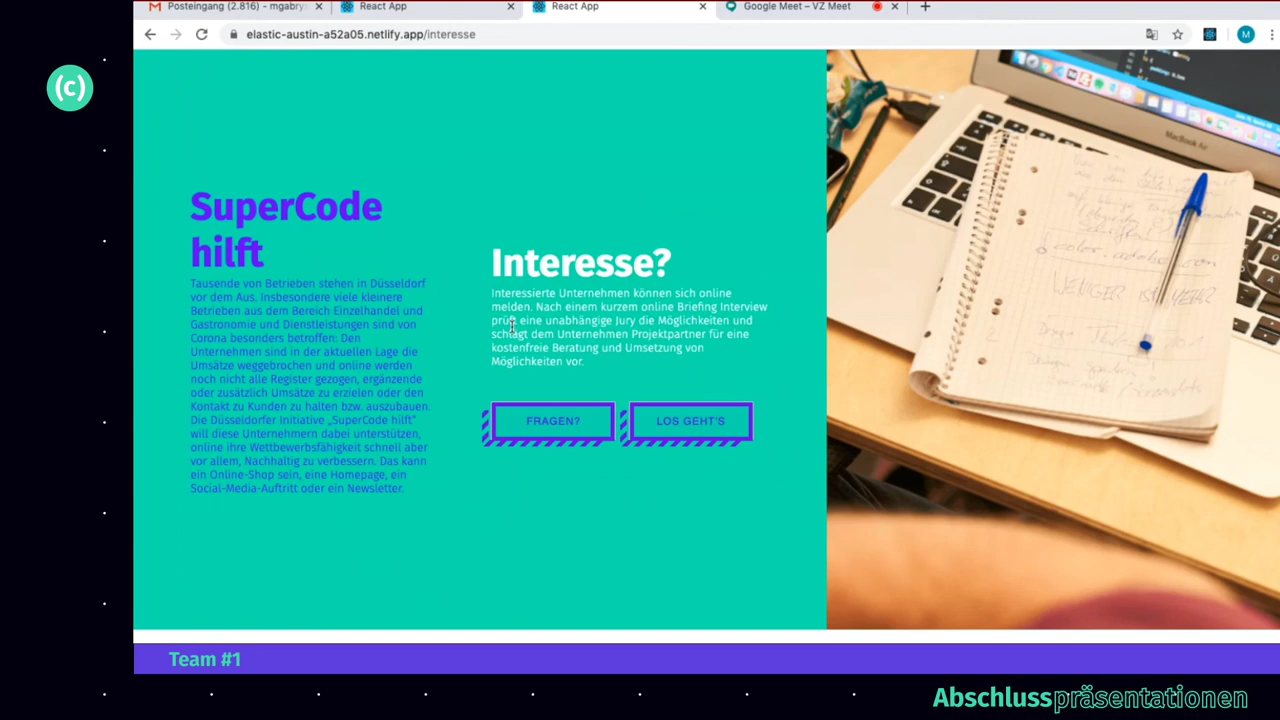 Posteingang (2.816) - mgabry
React App
React App
Google Meet – VZ Meet
elastic-austin-a52a05.netlify.app/interesse
M
(c)
SuperCode
hilft
Tausende von Betrieben stehen in Düsseldorf
vor dem Aus. Insbesondere viele kleinere
Betrieben aus dem Bereich Einzelhandel und
Gastronomie und Dienstleistungen sind von
Corona besonders betroffen: Den
Unternehmen sind in der aktuellen Lage die
Umsätze weggebrochen und online werden
noch nicht alle Register gezogen, ergänzende
oder zusätzlich Umsätze zu erzielen oder den
Kontakt zu Kunden zu halten bzw. auszubauen.
Die Düsseldorfer Initiative „SuperCode hilft"
will diese Unternehmern dabei unterstützen,
online ihre Wettbewerbsfähigkeit schnell aber
vor allem, Nachhaltig zu verbessern. Das kann
ein Online-Shop sein, eine Homepage, ein
Social-Media-Auftritt oder ein Newsletter.
Interesse?
Interessierte Unternehmen können sich online
melden. Nach einem kurzem online Briefing Interview
prüft eine unabhängige Jury die Möglichkeiten und
schlägt dem Unternehmen Projektpartner für eine
kostenfreie Beratung und Umsetzung von
Möglichkeiten vor.
FRAGEN?
LOS GEHT'S
MacBook Air
color.adobe.com
WENIGER IST MEHR?
Team #1
Abschlusspräsentationen